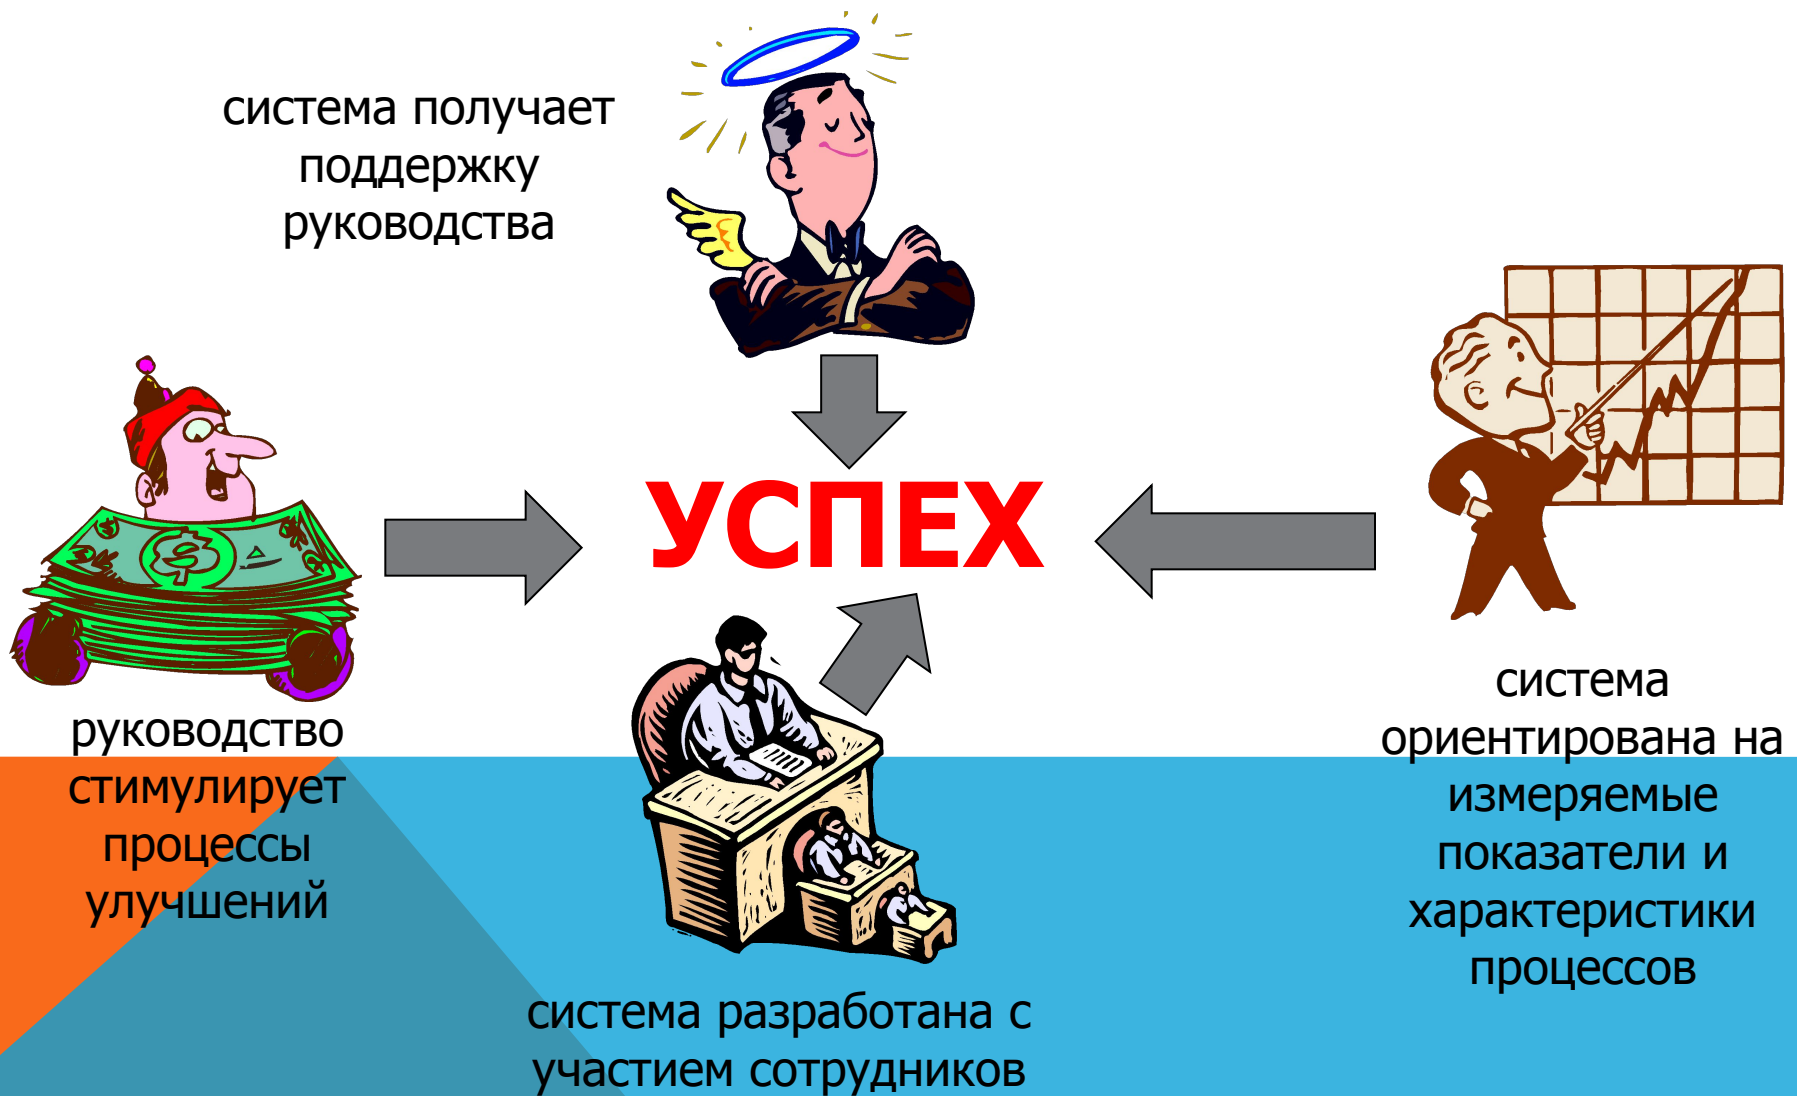 система получает
поддержку
руководства
УСПЕХ
руководство
стимулирует
процессы
улучшений
система
ориентирована на
измеряемые
показатели и
характеристики
процессов
система разработана с
участием сотрудников